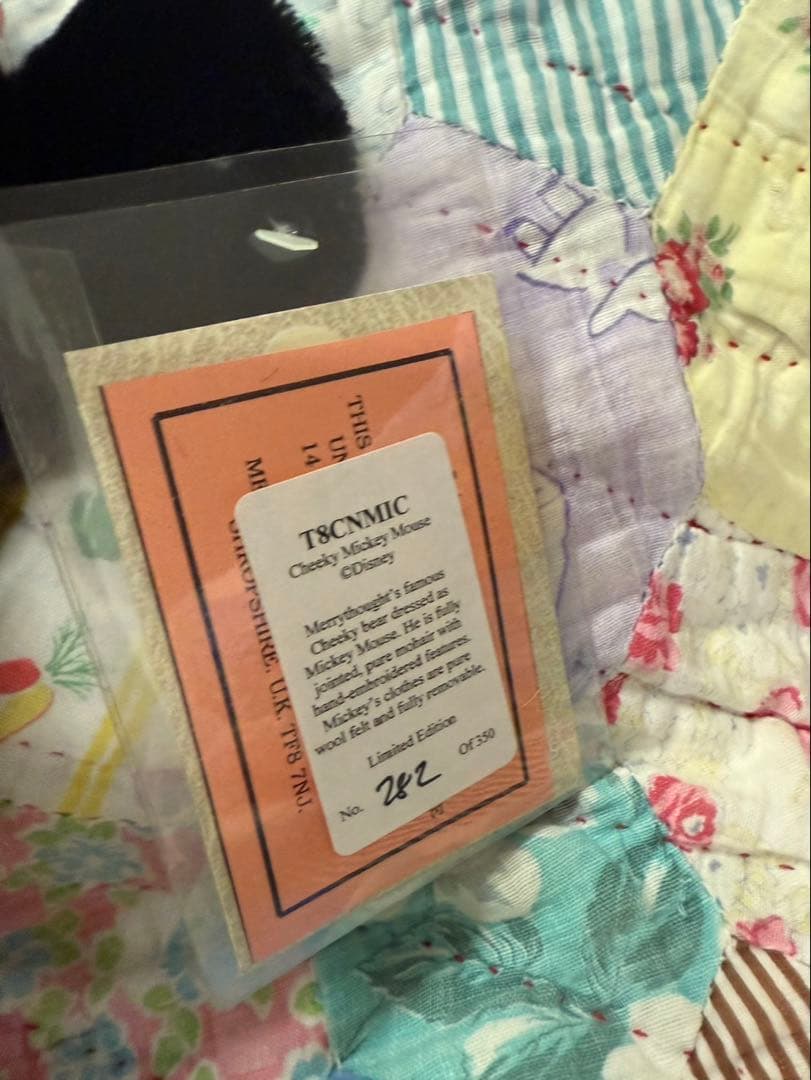 T8CNMIC
Cheeky Mickey Mouse
©Disney
Merrythought's famous
Cheeky bear dressed as
Mickey Mouse. He is fully
jointed, pure mohair with
hand-embroidered features.
Mickey's clothes are pure
wool felt and fully removable.
Limited Edition
No. 282 Of 350
THIS
UN
14
ME
SHROPSHIRE, U.K. TF8 7NJ.